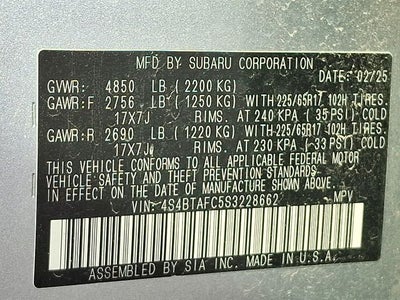 MFD BY SUBARU CORPORATION
DATE: 02/25
GVWR: 4850 LB ( 2200 KG)
GAWR:F 2756 LB ( 1250 KG) WITH 225/65R17 102H TIRES.
17X7J RIMS. AT 240 KPA ( 35 PSI) COLD
GAWR:R 2690 LB ( 1220 KG) WITH 225/65R17 102H TIRES.
17X7J RIMS. AT 230 KPA ( 33 PSI) COLD
THIS VEHICLE CONFORMS TO ALL APPLICABLE FEDERAL MOTOR
VEHICLE SAFETY AND THEFT PREVENTION STANDARDS
IN EFFECT ON THE DATE OF MANUFACTURE SHOWN ABOVE.
VIN: 4S4BTAFC5S3228662 MPV
ASSEMBLED BY SIA INC. MADE IN U.S.A.